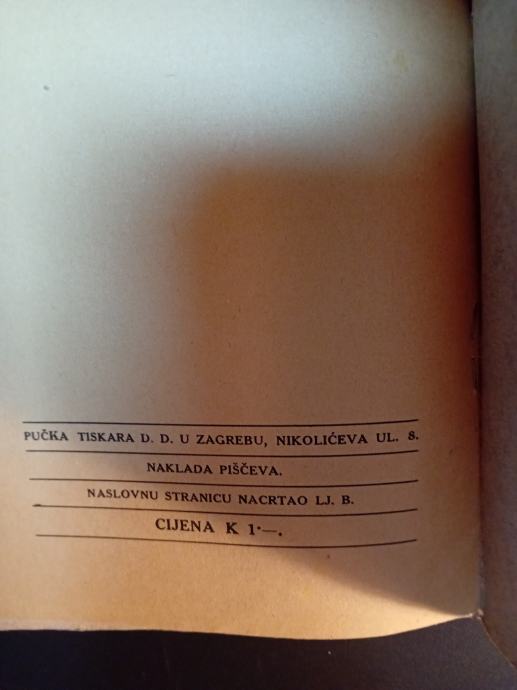 PUČKA TISKARA D. D. U ZAGREBU, NIKOLIĆEVA UL. 8.
NAKLADA PIŠČEVA.
NASLOVNU STRANICU NACRTAO LJ. B.
CIJENA K 1·—.